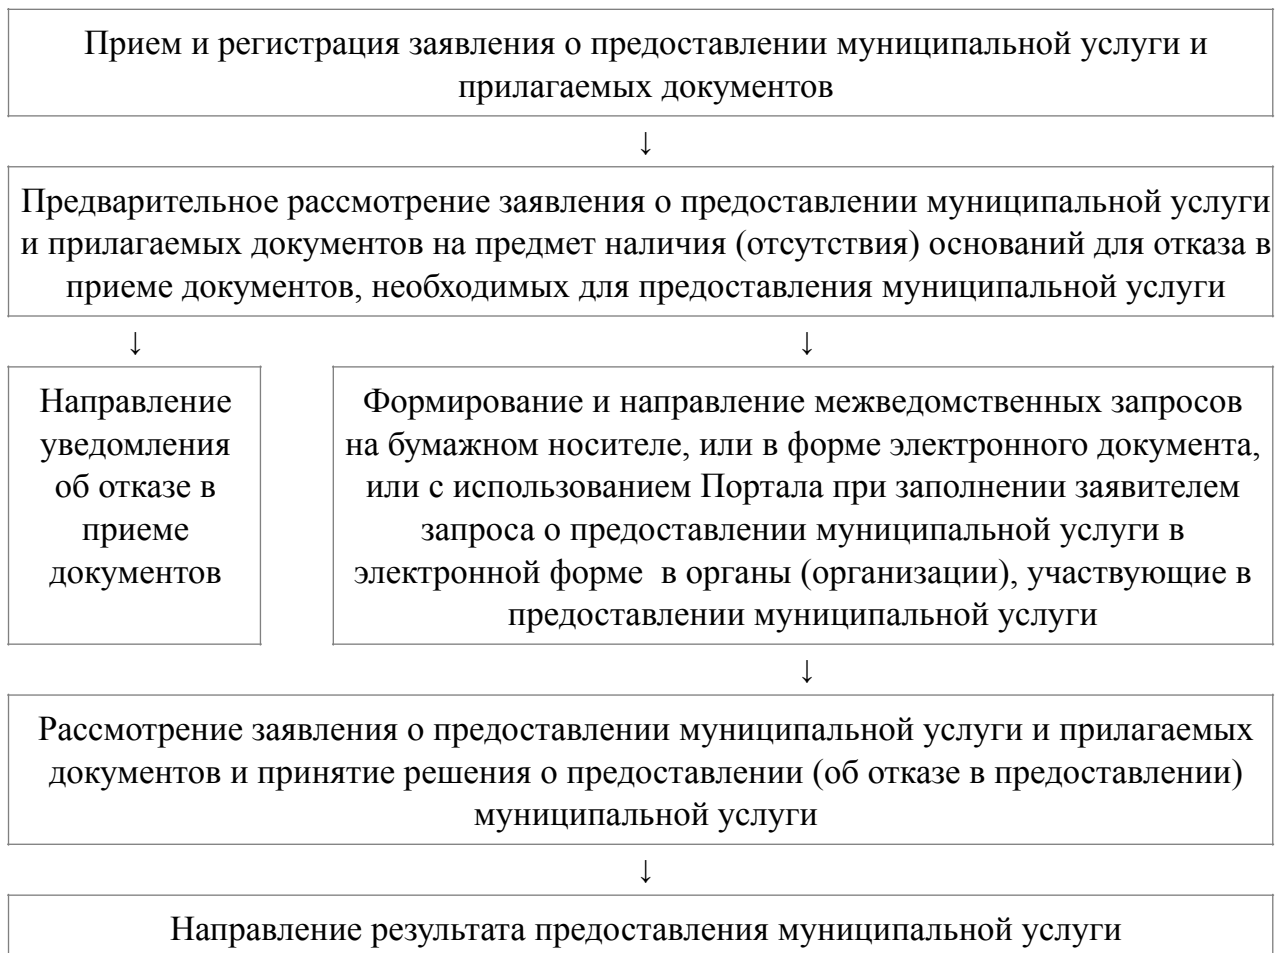 Прием и регистрация заявления о предоставлении муниципальной услуги и
прилагаемых документов
↓
Предварительное рассмотрение заявления о предоставлении муниципальной услуги
и прилагаемых документов на предмет наличия (отсутствия) оснований для отказа в
приеме документов, необходимых для предоставления муниципальной услуги
↓ ↓
Направление
уведомления
об отказе в
приеме
документов
Формирование и направление межведомственных запросов
на бумажном носителе, или в форме электронного документа,
или с использованием Портала при заполнении заявителем
запроса о предоставлении муниципальной услуги в
электронной форме  в органы (организации), участвующие в
предоставлении муниципальной услуги
↓
Рассмотрение заявления о предоставлении муниципальной услуги и прилагаемых
документов и принятие решения о предоставлении (об отказе в предоставлении)
муниципальной услуги
↓
Направление результата предоставления муниципальной услуги